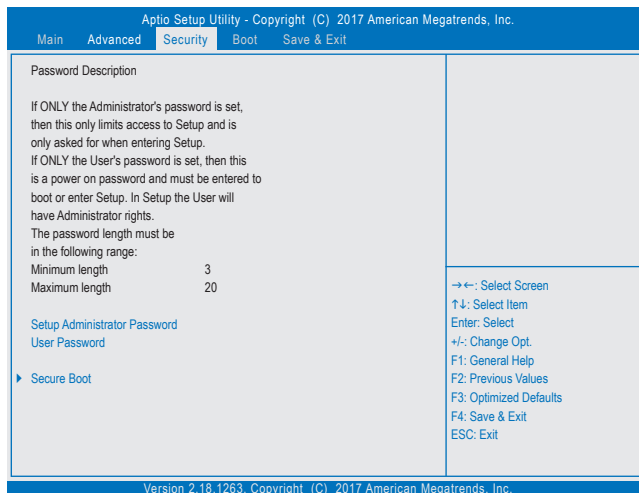 Aptio Setup Utility - Copyright (C) 2017 American Megatrends, Inc.
Main Advanced Security Boot Save & Exit
Password Description
If ONLY the Administrator's password is set,
then this only limits access to Setup and is
only asked for when entering Setup.
If ONLY the User's password is set, then this
is a power on password and must be entered to
boot or enter Setup. In Setup the User will
have Administrator rights.
The password length must be
in the following range:
Minimum length 3
Maximum length 20
Setup Administrator Password
User Password
Secure Boot
→←: Select Screen
↑↓: Select Item
Enter: Select
+/-: Change Opt.
F1: General Help
F2: Previous Values
F3: Optimized Defaults
F4: Save & Exit
ESC: Exit
Version 2.18.1263. Copyright (C) 2017 American Megatrends, Inc.